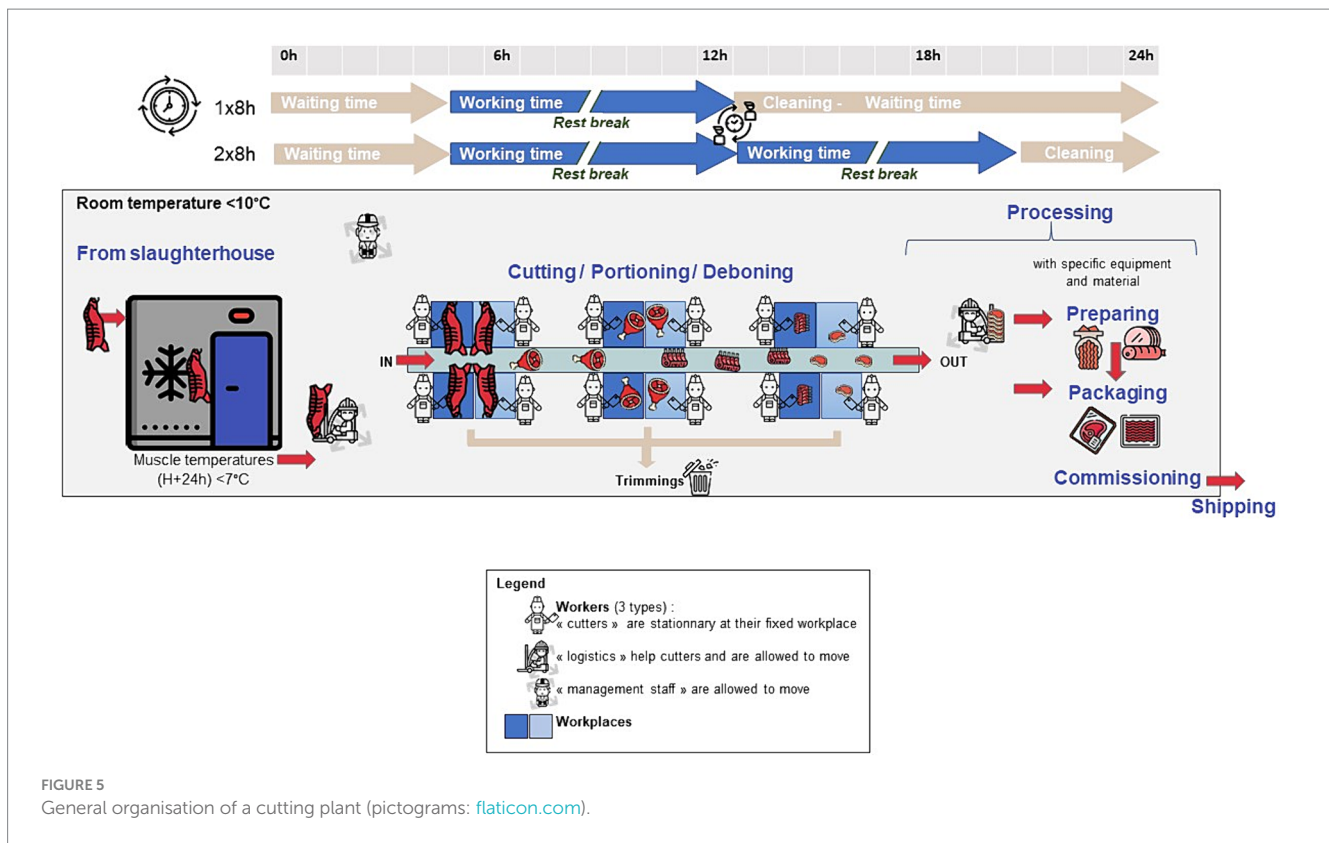 0h 6h 12h 18h 24h
1x8h Waiting time Working time Cleaning - Waiting time
Rest break
2x8h Waiting time Working time Working time Cleaning
Rest break Rest break
Room temperature <10°C
Processing
From slaughterhouse
with specific equipment
and material
Cutting / Portioning / Deboning
Preparing
IN OUT
Packaging
Muscle temperatures
(H+24h) <7°C
Trimmings
Commissioning
Shipping
Legend
Workers (3 types) :
« cutters » are stationnary at their fixed workplace
« logistics » help cutters and are allowed to move
« management staff » are allowed to move
Workplaces
FIGURE 5
General organisation of a cutting plant (pictograms: flaticon.com).